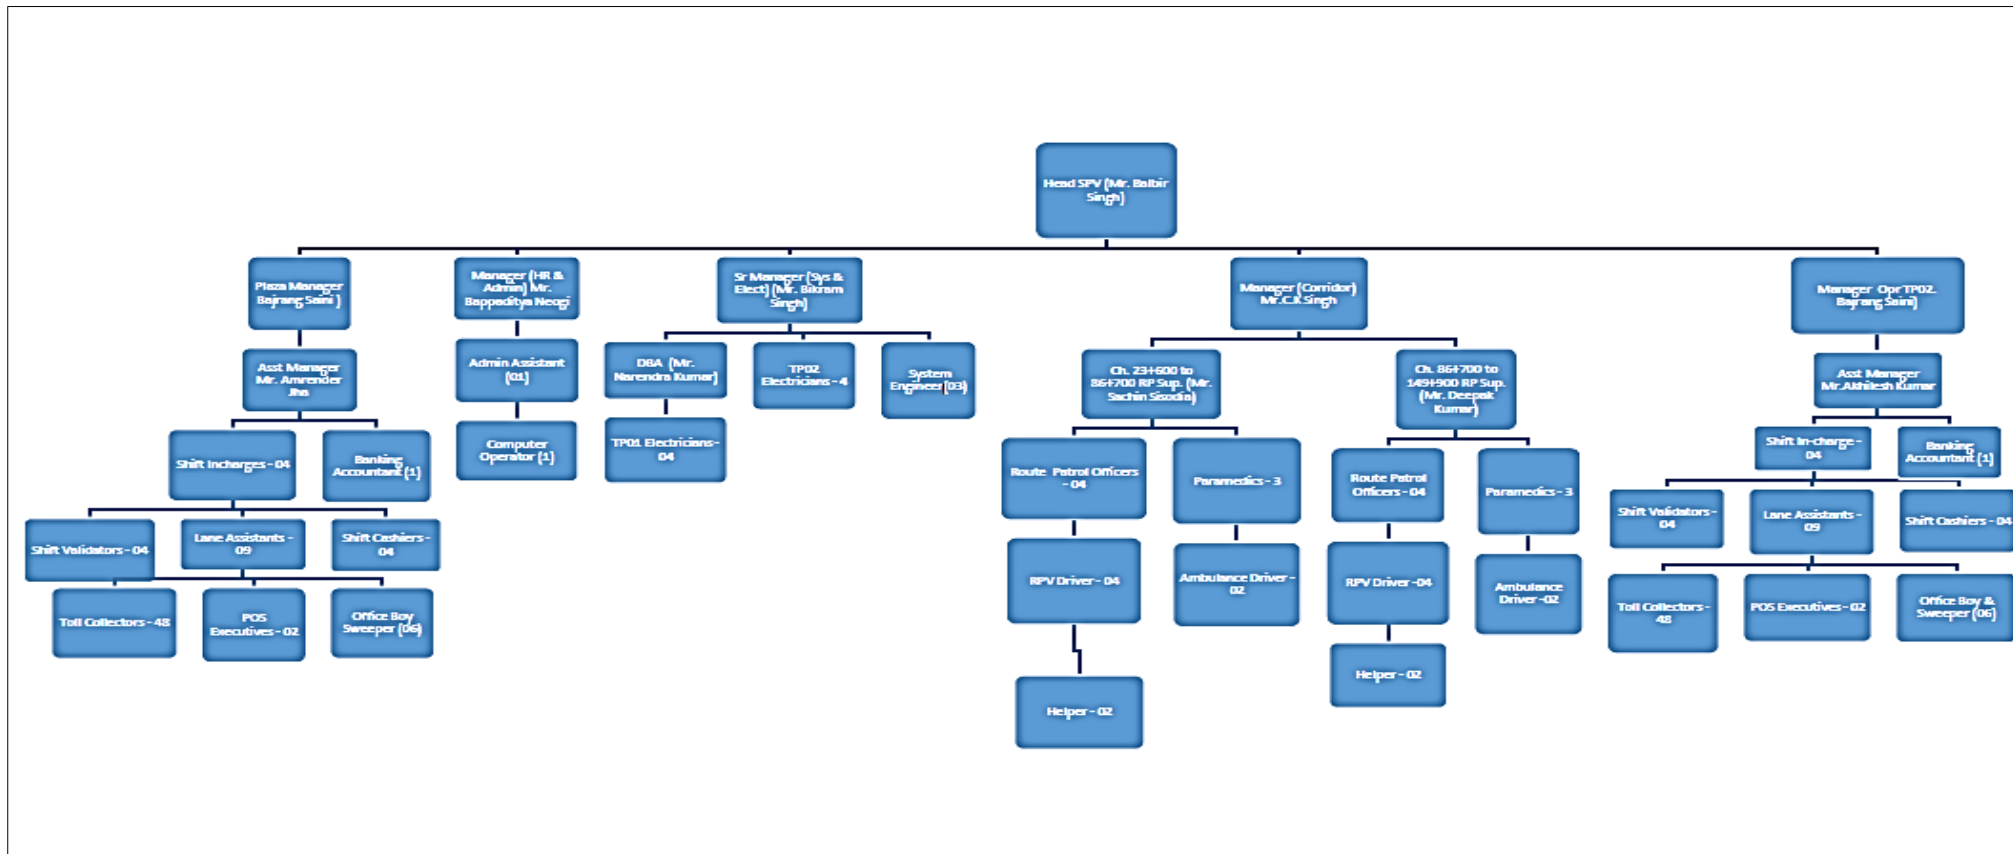 Head SPV (Mr. Balbir
Singh)
Plaza Manager
Bajrang Saini )
Manager (HR &
Admin) Mr.
Bappaditya Neogi
Sr Manager (Sys &
Elect) (Mr. Bikram
Singh)
Manager (Corridor)
Mr.C.K Singh
Manager Opr TP02.
Bajrang Saini)
Asst Manager
Mr. Amrender
Jha
Admin Assistant
(01)
DBA (Mr.
Narendra Kumar)
TP02
Electricians - 4
System
Engineer (03)
Ch. 23+600 to
86+700 RP Sup. (Mr.
Sachin Sisodia)
Ch. 86+700 to
149+900 RP Sup.
(Mr. Deepak
Kumar)
Asst Manager
Mr.Akhilesh Kumar
Shift Incharges - 04
Banking
Accountant (1)
Computer
Operator (1)
TP01 Electricians-
04
Route Patrol Officers
- 04
Paramedics - 3
Route Patrol
Officers - 04
Paramedics - 3
Shift In-charge -
04
Banking
Accountant (1)
Shift Validators - 04
Lane Assistants -
09
Shift Cashiers -
04
RPV Driver - 04
Ambulance Driver -
02
RPV Driver -04
Ambulance
Driver -02
Shift Validators -
04
Lane Assistants -
09
Shift Cashiers - 04
Toll Collectors - 48
POS
Executives - 02
Office Boy
Sweeper (06)
Helper - 02
Helper - 02
Toll Collectors -
48
POS Executives - 02
Office Boy &
Sweeper (06)